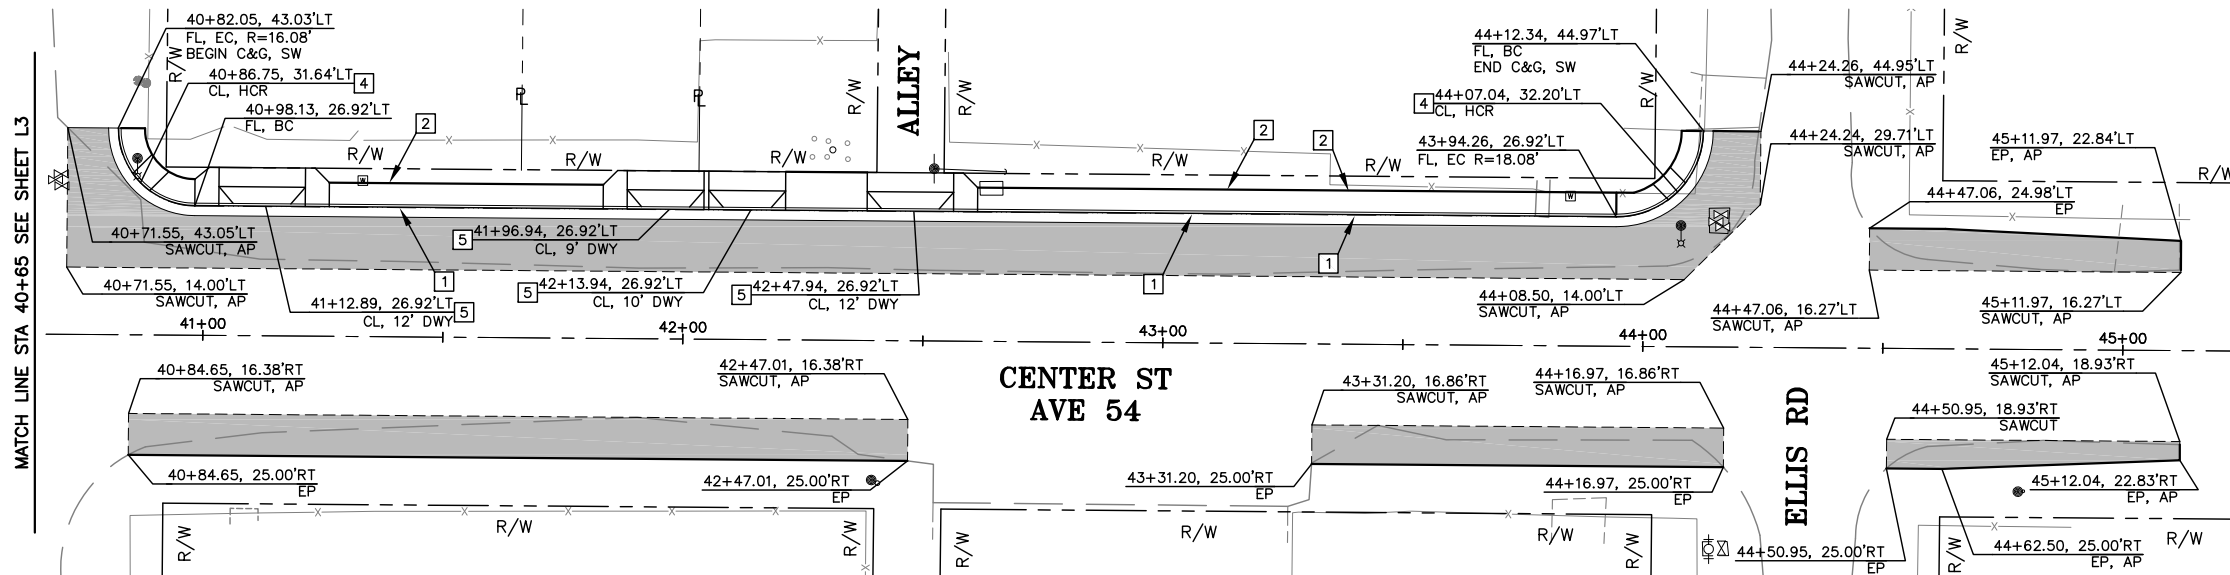 MATCH LINE STA 40+65 SEE SHEET L3
40+82.05, 43.03'LT
FL, EC, R=16.08'
BEGIN C&G, SW
R/W
40+86.75, 31.64'LT
4
CL, HCR
40+98.13, 26.92'LT
FL, BC
2
R/W
PL
R/W
PL
R/W
R/W
ALLEY
R/W
2
2
R/W
R/W
44+12.34, 44.97'LT
FL, BC
END C&G, SW
4
44+07.04, 32.20'LT
CL, HCR
43+94.26, 26.92'LT
FL, EC R=18.08'
R/W
44+24.26, 44.95'LT
SAWCUT, AP
44+24.24, 29.71'LT
SAWCUT, AP
R/W
45+11.97, 22.84'LT
EP, AP
44+47.06, 24.98'LT
EP
R/W
W
W
40+71.55, 43.05'LT
SAWCUT, AP
40+71.55, 14.00'LT
SAWCUT, AP
41+12.89, 26.92'LT
CL, 12' DWY
5
1
5
41+96.94, 26.92'LT
CL, 9' DWY
5
42+13.94, 26.92'LT
CL, 10' DWY
5
42+47.94, 26.92'LT
CL, 12' DWY
1
1
44+08.50, 14.00'LT
SAWCUT, AP
44+47.06, 16.27'LT
SAWCUT, AP
45+11.97, 16.27'LT
SAWCUT, AP
41+00
42+00
43+00
44+00
45+00
CENTER ST
AVE 54
ELLIS RD
40+84.65, 16.38'RT
SAWCUT, AP
42+47.01, 16.38'RT
SAWCUT, AP
43+31.20, 16.86'RT
SAWCUT, AP
44+16.97, 16.86'RT
SAWCUT, AP
45+12.04, 18.93'RT
SAWCUT, AP
44+50.95, 18.93'RT
SAWCUT
40+84.65, 25.00'RT
EP
42+47.01, 25.00'RT
EP
43+31.20, 25.00'RT
EP
44+16.97, 25.00'RT
EP
45+12.04, 22.83'RT
EP, AP
44+50.95, 25.00'RT
EP
44+62.50, 25.00'RT
EP, AP
R/W
R/W
R/W
R/W
R/W
R/W
R/W
R/W